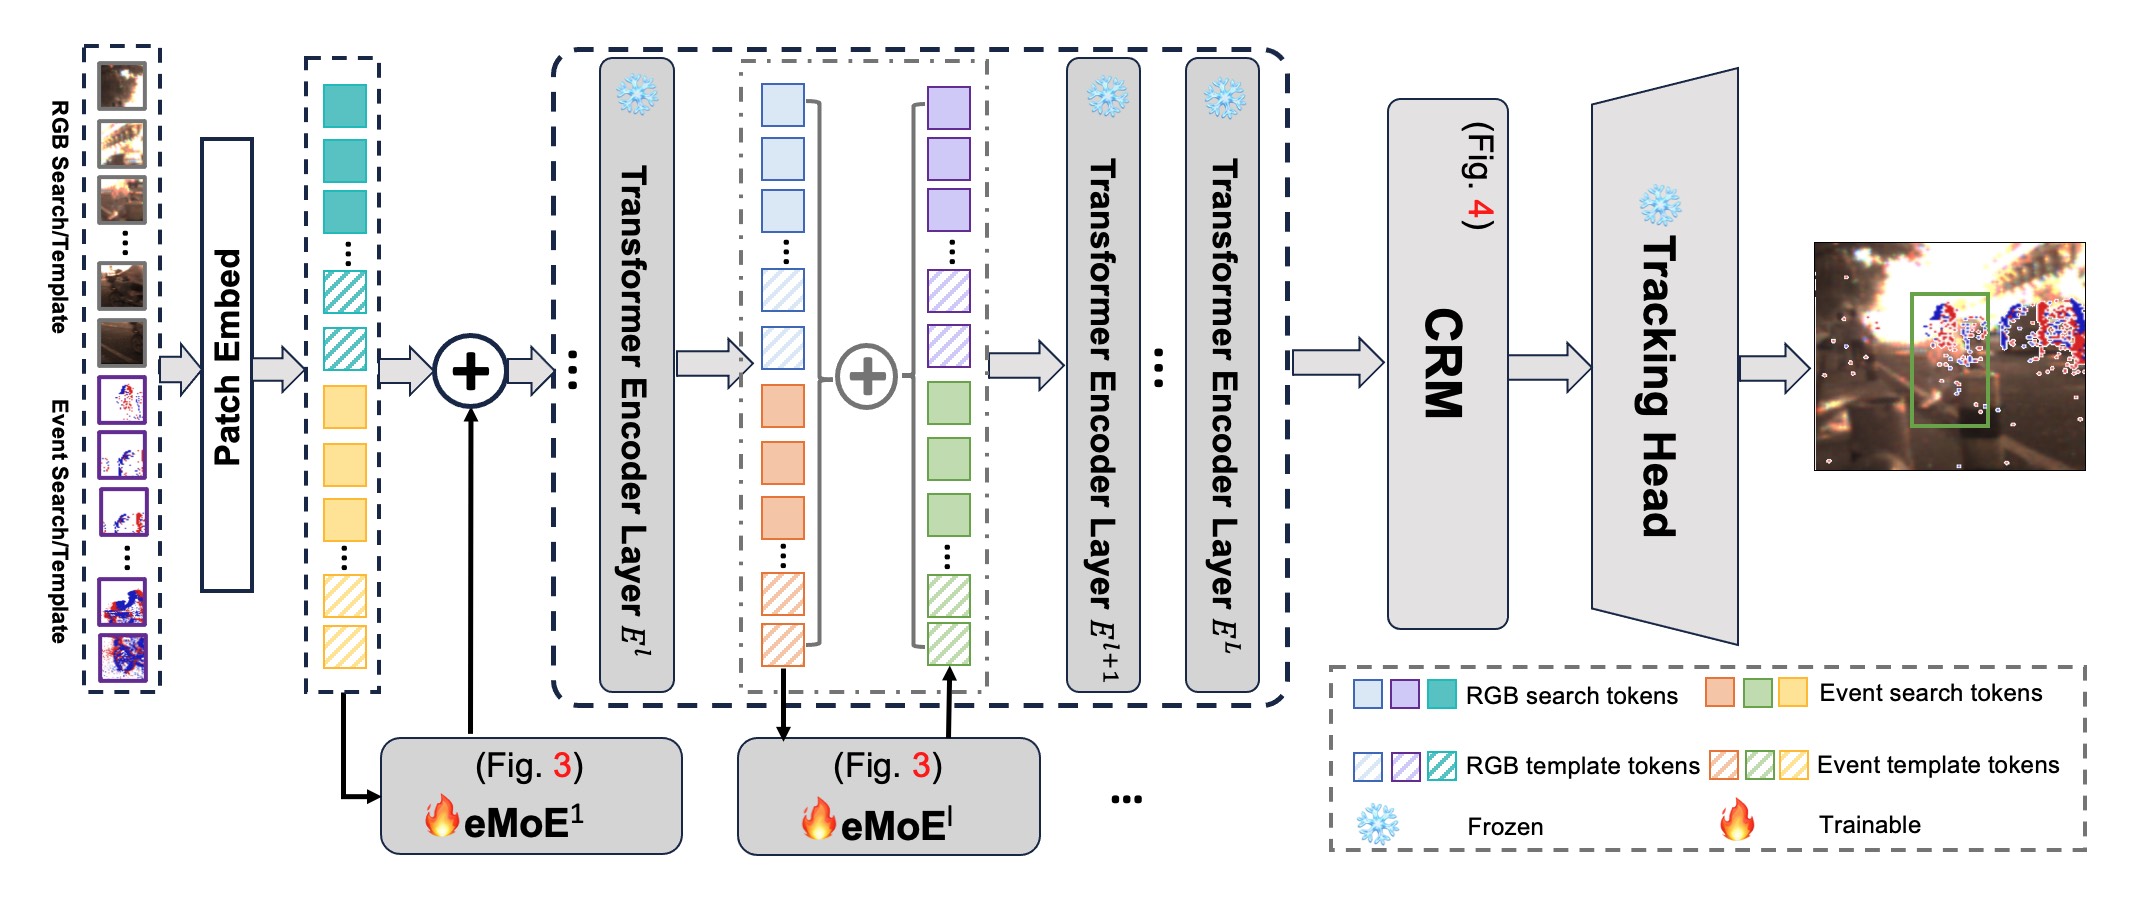 RGB Search/Template
Event Search/Template
Patch Embed
...
Transformer Encoder Layer E^l
Transformer Encoder Layer E^{l+1}
...
Transformer Encoder Layer E^L
(Fig. 4)
CRM
Tracking Head
(Fig. 3)
eMoE^1
(Fig. 3)
eMoE^l
...
RGB search tokens
Event search tokens
RGB template tokens
Event template tokens
Frozen
Trainable